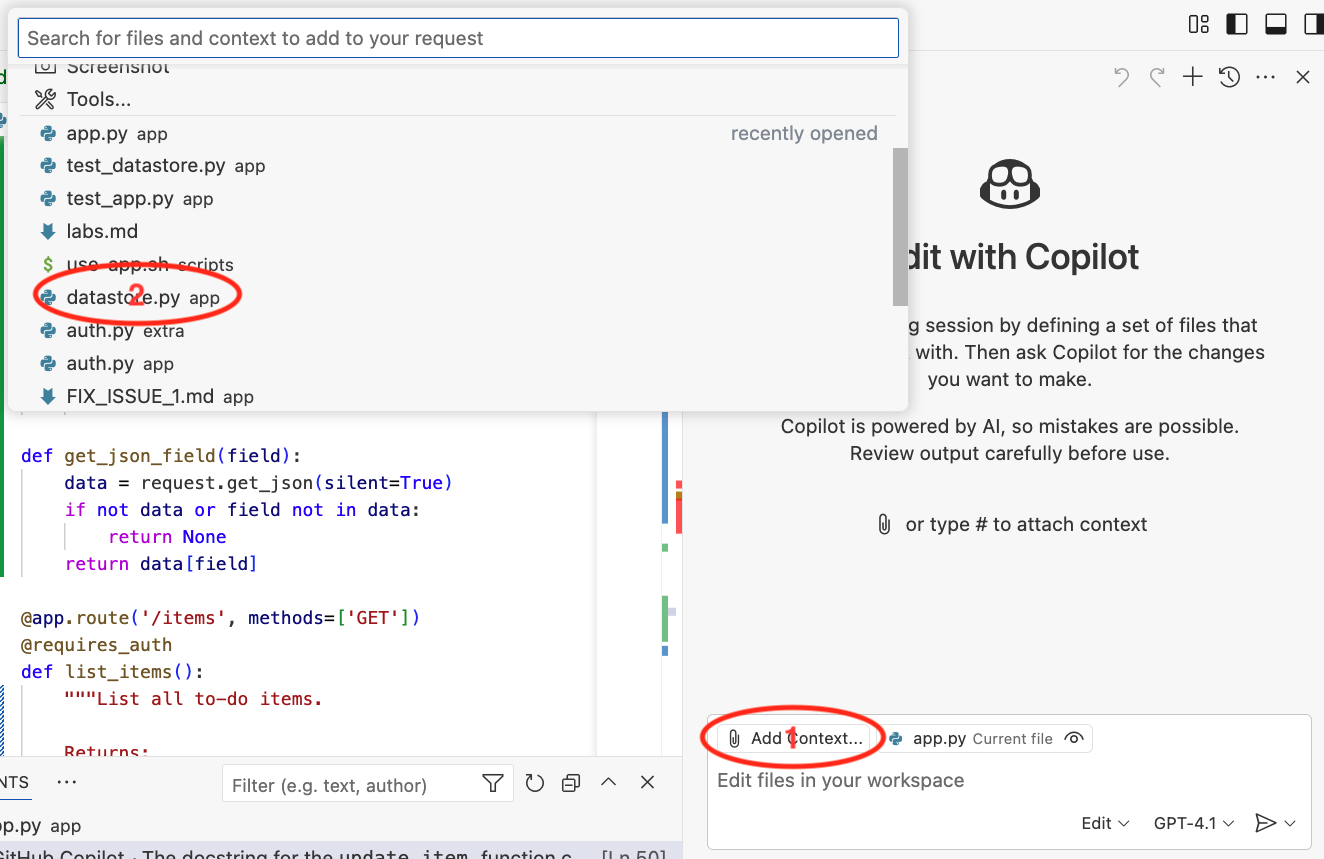 Search for files and context to add to your request
Screenshot
Tools...
app.py app
recently opened
test_datastore.py app
test_app.py app
labs.md
use-app.sh scripts
datastore.py app
2
auth.py extra
auth.py app
FIX_ISSUE_1.md app
def get_json_field(field):
data = request.get_json(silent=True)
if not data or field not in data:
return None
return data[field]
@app.route('/items', methods=['GET'])
@requires_auth
def list_items():
"""List all to-do items.
Returns:
NTS
Filter (e.g. text, author)
pp.py app
GitHub Copilot · The docstring for the update_item function c... [Ln 50]
dit with Copilot
g session by defining a set of files that
with. Then ask Copilot for the changes
you want to make.
Copilot is powered by AI, so mistakes are possible.
Review output carefully before use.
or type # to attach context
Add Context...
1
app.py Current file
Edit files in your workspace
Edit
GPT-4.1